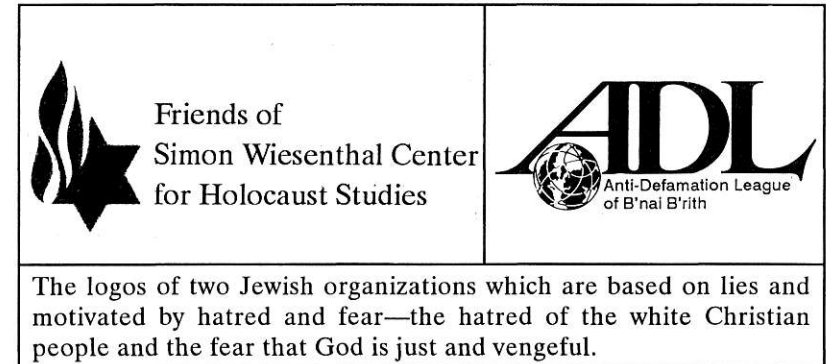 Friends of
Simon Wiesenthal Center
for Holocaust Studies
ADL
Anti-Defamation League
of B'nai B'rith
The logos of two Jewish organizations which are based on lies and
motivated by hatred and fear—the hatred of the white Christian
people and the fear that God is just and vengeful.